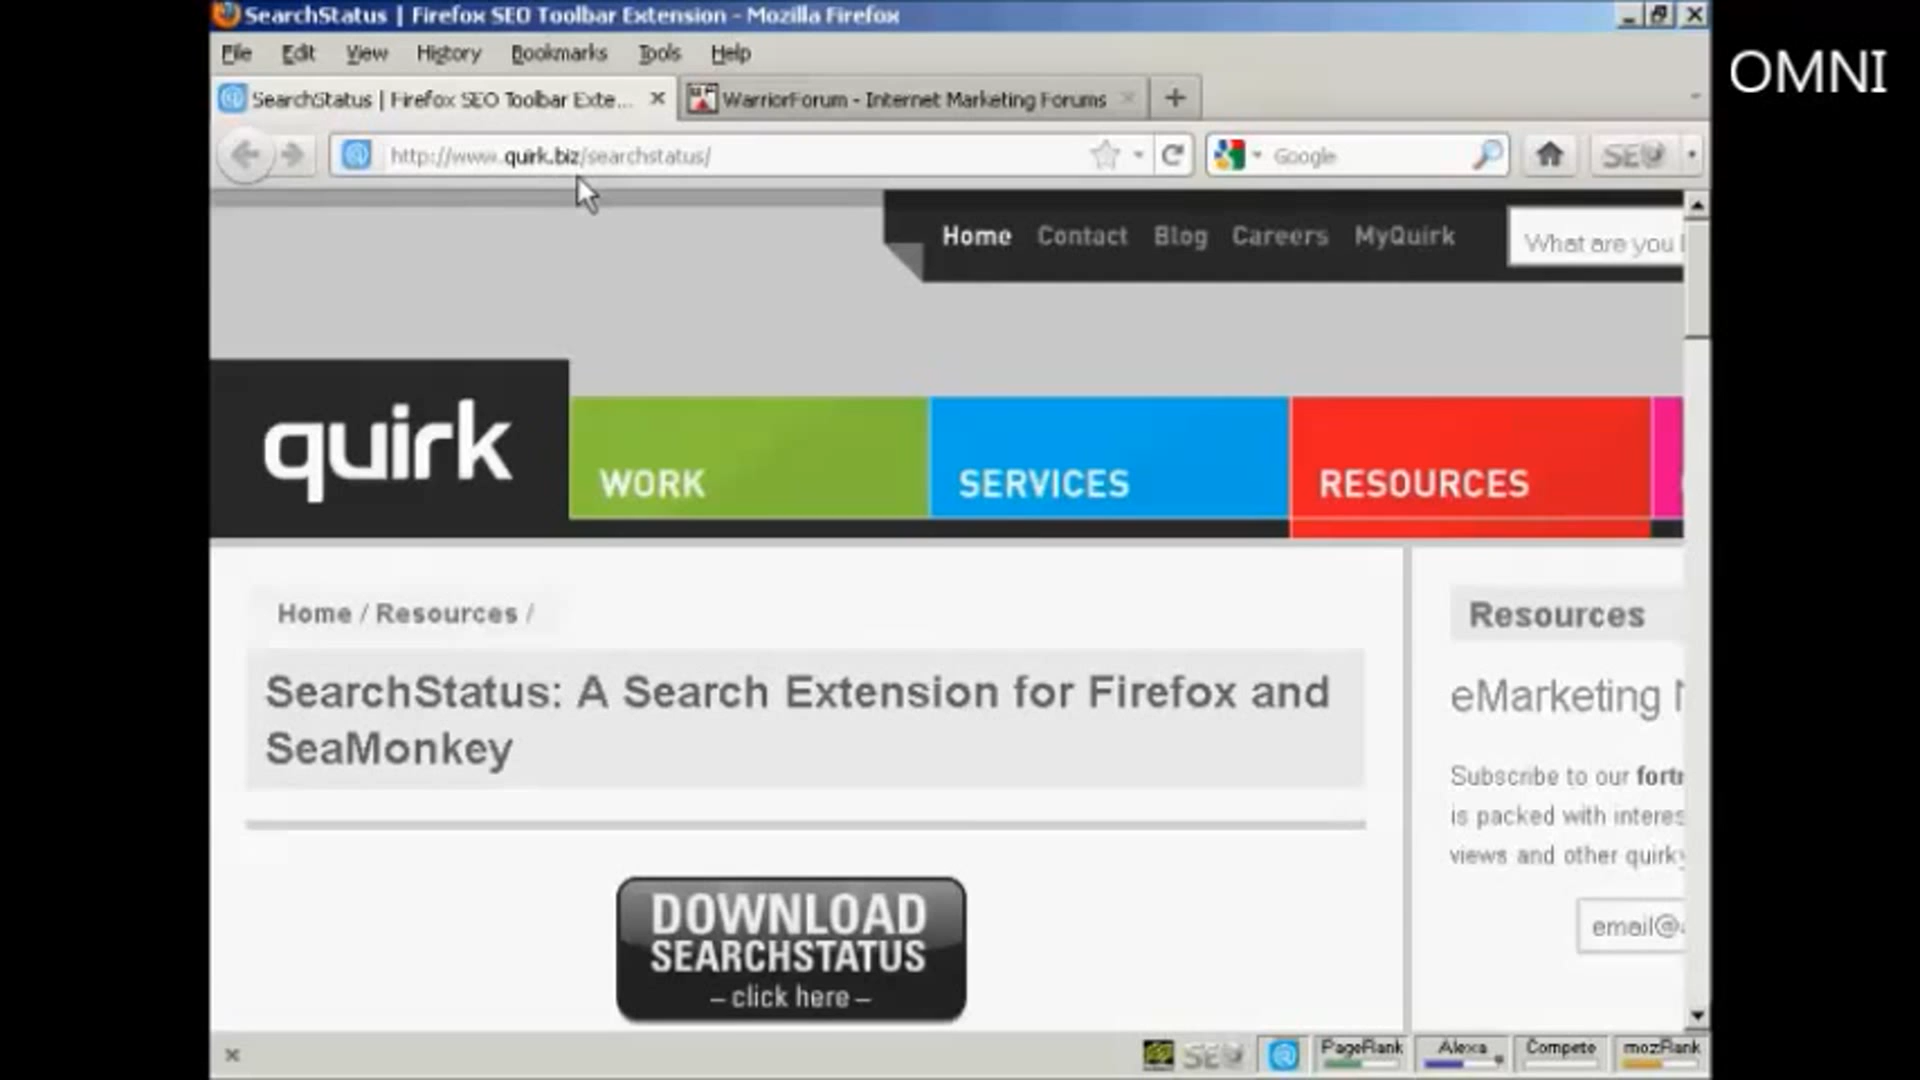 SearchStatus | Firefox SEO Toolbar Extension - Mozilla Firefox
OMNI
File Edit View History Bookmarks Tools Help
SearchStatus | Firefox SEO Toolbar Exte...
WarriorForum - Internet Marketing Forums
http://www.quirk.biz/searchstatus/
Google
SEO
Home Contact Blog Careers MyQuirk
What are you
quirk
WORK
SERVICES
RESOURCES
Home / Resources /
Resources
SearchStatus: A Search Extension for Firefox and
SeaMonkey
eMarketing
Subscribe to our
is packed with
views and other
email@
DOWNLOAD
SEARCHSTATUS
– click here –
SEO
PageRank
Alexa
Compete
mozRank